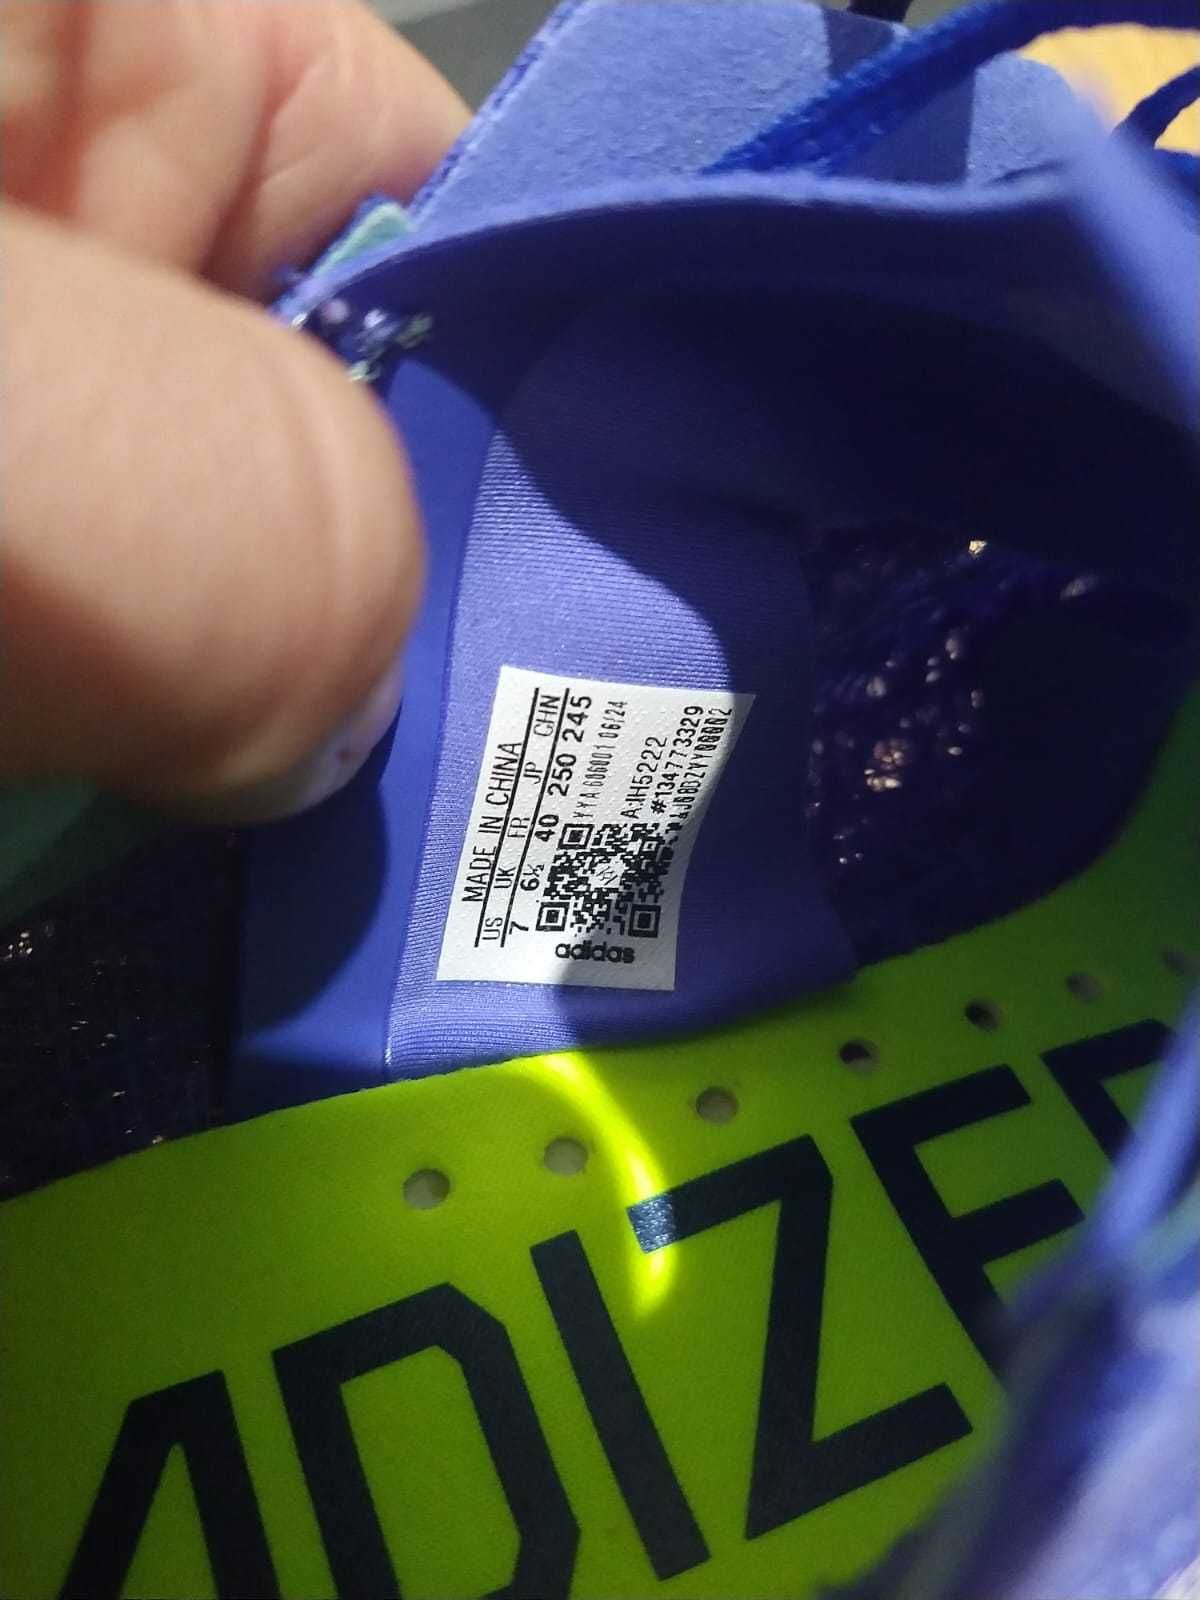 MADE IN CHINA
US UK FR JP CHN
7 6½ 40 250 245
YYA 606001 06/24
A:IH5222
#134773329
adidas
ADIZE